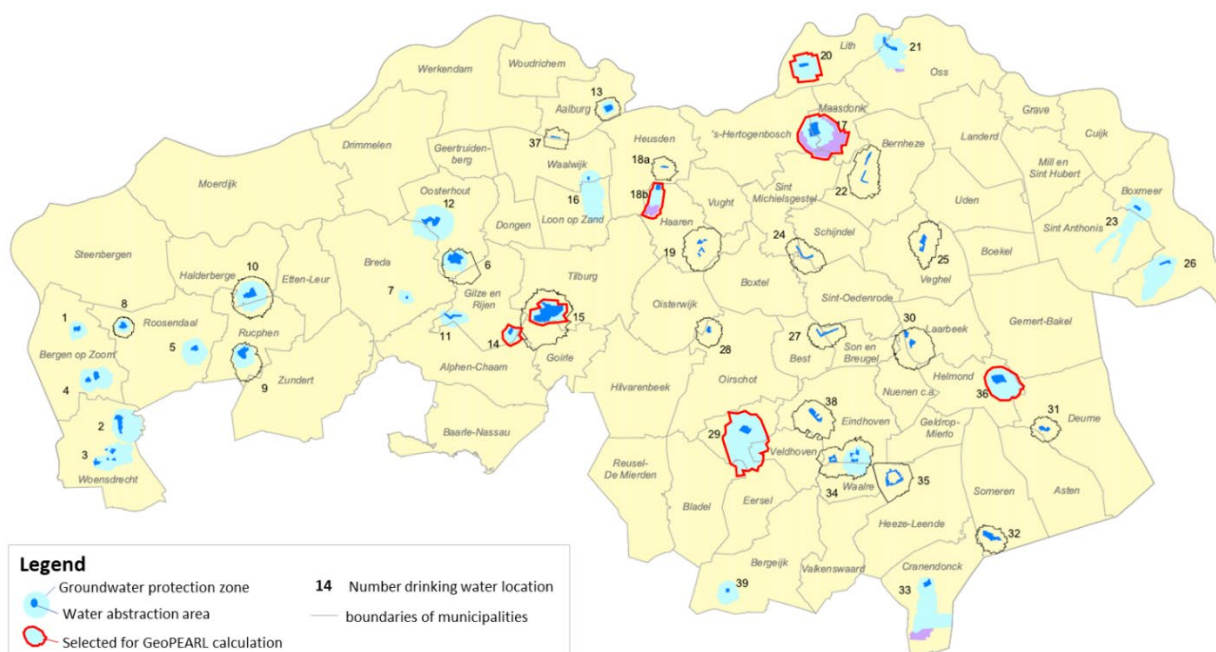 Woudrichem
Werkendam
13
Aalburg
37
Drimmelen
Geertruiden-
berg
Waalwijk
Moerdijk
Oosterhout
12
16
Loon op Zand
Dongen
Heusden
18a
18b
Haaren
Vught
20
Lith
21
Oss
Maasdonk
17
's-Hertogenbosch
Bernheze
22
Landerd
Grave
Cuijk
Mill en
Sint Hubert
Boxmeer
23
Sint Anthonis
26
Sint
Michielsgestel
Uden
Steenbergen
Halderberge
10
Etten-Leur
Breda
6
7
Gilze en
Rijen
Tilburg
19
24
Schijndel
25
Veghel
Boekel
Boxtel
Oisterwijk
Sint-Oedenrode
1
8
Roosendaal
5
Rucphen
9
Zundert
11
14
15
Goirle
Alphen-Chaam
28
27
Best
Son en
Breugel
30
Laarbeek
Gemert-Bakel
Bergen op Zoom
4
2
3
Woensdrecht
Baarle-Nassau
Hilvarenbeek
Oirschot
Nuenen c.a.
Helmond
36
31
Deurne
38
Eindhoven
Geldrop-
Mierlo
29
Veldhoven
Reusel-
De Mierden
Bladel
Eersel
34
Waalre
35
Someren
Asten
Heeze-Leende
32
Bergeijk
Valkenswaard
Cranendonck
39
33
Legend
Groundwater protection zone
Water abstraction area
Selected for GeoPEARL calculation
14 Number drinking water location
boundaries of municipalities